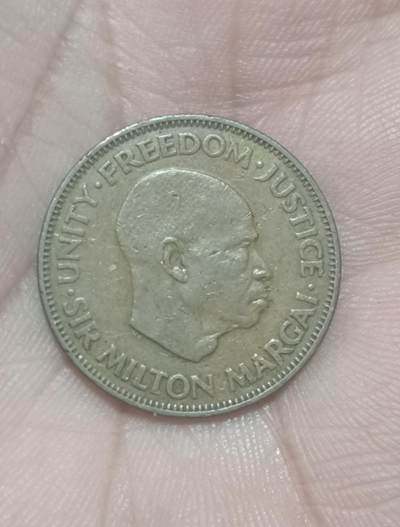 · UNITY · FREEDOM · JUSTICE ·
SIR MILTON MARGAI